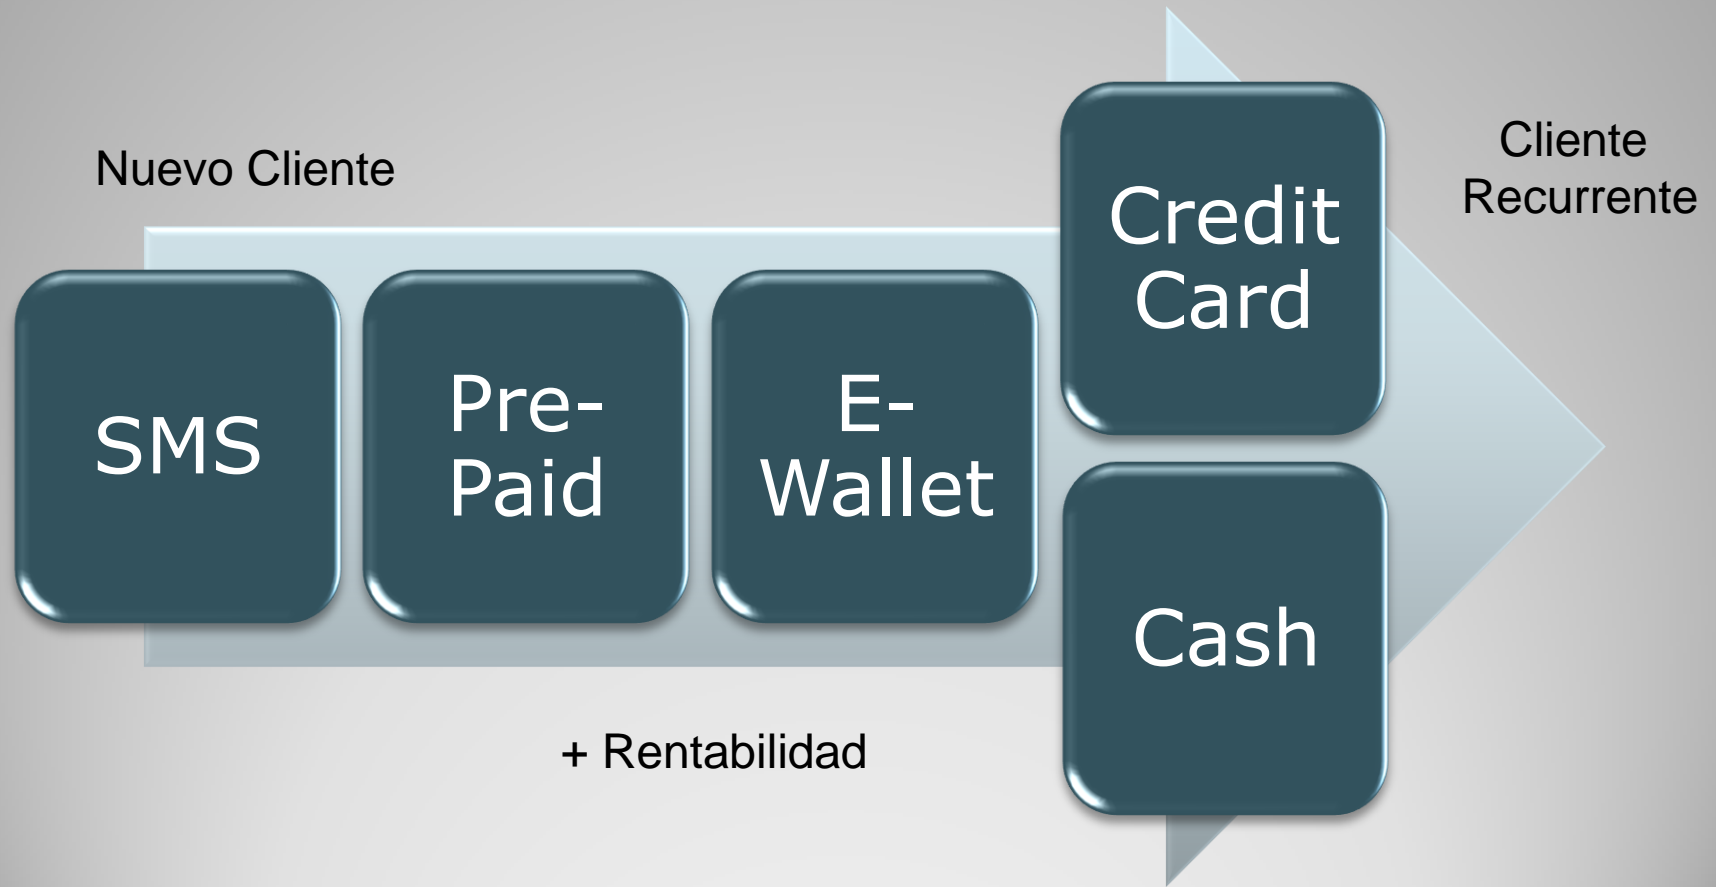 Nuevo Cliente
Cliente
Recurrente
SMS
Pre-
Paid
E-
Wallet
Credit
Card
Cash
+ Rentabilidad